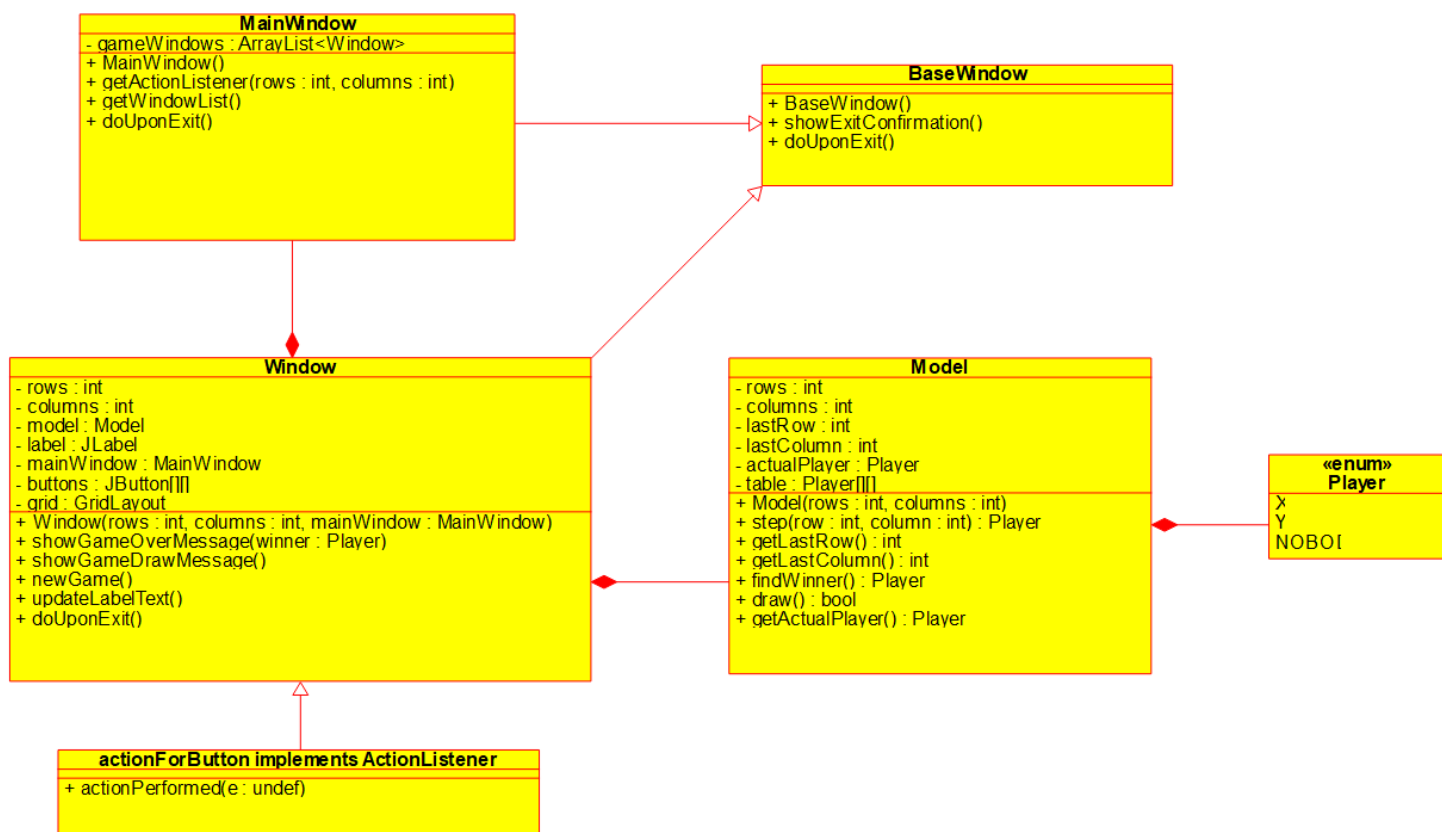 MainWindow
- gameWindows : ArrayList<Window>
+ MainWindow()
+ getActionListener(rows : int, columns : int)
+ getWindowList()
+ doUponExit()
BaseWindow
+ BaseWindow()
+ showExitConfirmation()
+ doUponExit()
Window
- rows : int
- columns : int
- model : Model
- label : JLabel
- mainWindow : MainWindow
- buttons : JButton[][]
- grid : GridLayout
+ Window(rows : int, columns : int, mainWindow : MainWindow)
+ showGameOverMessage(winner : Player)
+ showGameDrawMessage()
+ newGame()
+ updateLabelText()
+ doUponExit()
Model
- rows : int
- columns : int
- lastRow : int
- lastColumn : int
- actualPlayer : Player
- table : Player[][]
+ Model(rows : int, columns : int)
+ step(row : int, column : int) : Player
+ getLastRow() : int
+ getLastColumn() : int
+ findWinner() : Player
+ draw() : bool
+ getActualPlayer() : Player
«enum»
Player
X
Y
actionForButton implements ActionListener
+ actionPerformed(e : undef)